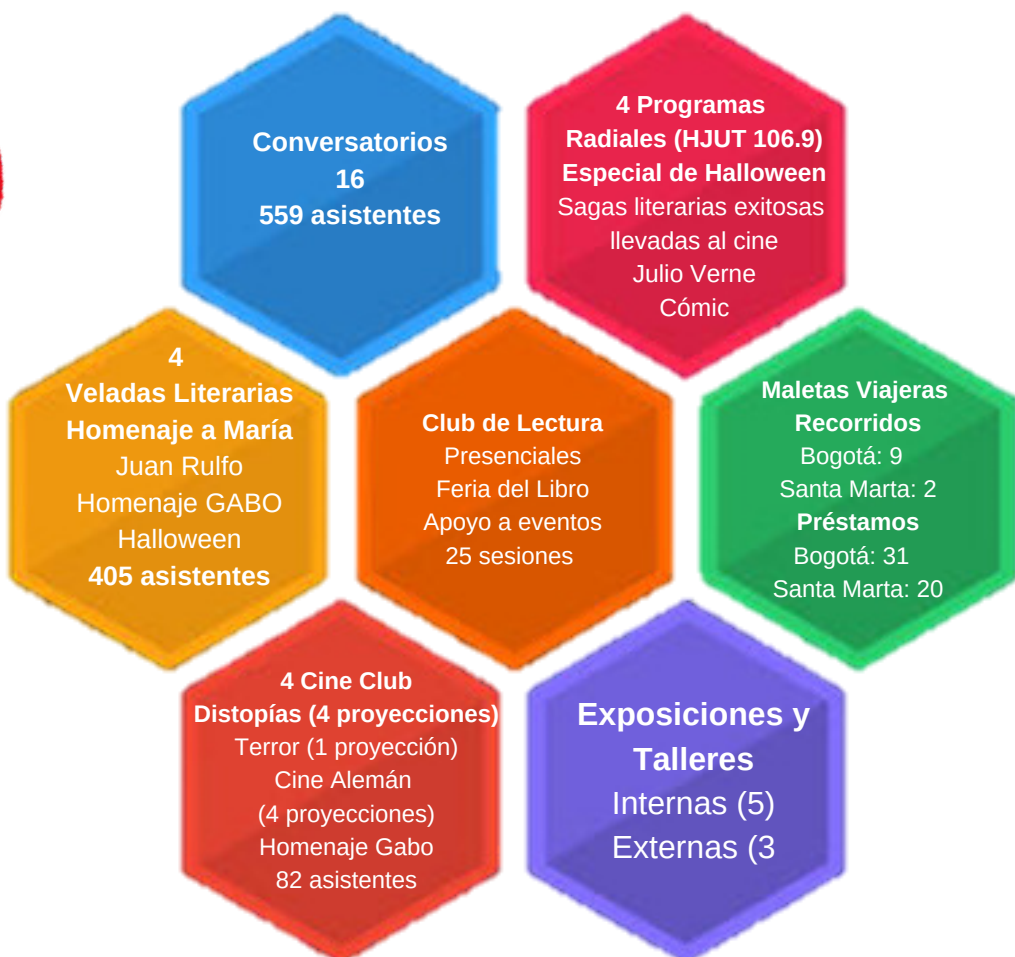 Conversatorios
16
559 asistentes
4 Programas
Radiales (HJUT 106.9)
Especial de Halloween
Sagas literarias exitosas
llevadas al cine
Julio Verne
Cómic
4
Veladas Literarias
Homenaje a María
Juan Rulfo
Homenaje GABO
Halloween
405 asistentes
Club de Lectura
Presenciales
Feria del Libro
Apoyo a eventos
25 sesiones
Maletas Viajeras
Recorridos
Bogotá: 9
Santa Marta: 2
Préstamos
Bogotá: 31
Santa Marta: 20
4 Cine Club
Distopías (4 proyecciones)
Terror (1 proyección)
Cine Alemán
(4 proyecciones)
Homenaje Gabo
82 asistentes
Exposiciones y
Talleres
Internas (5)
Externas (3